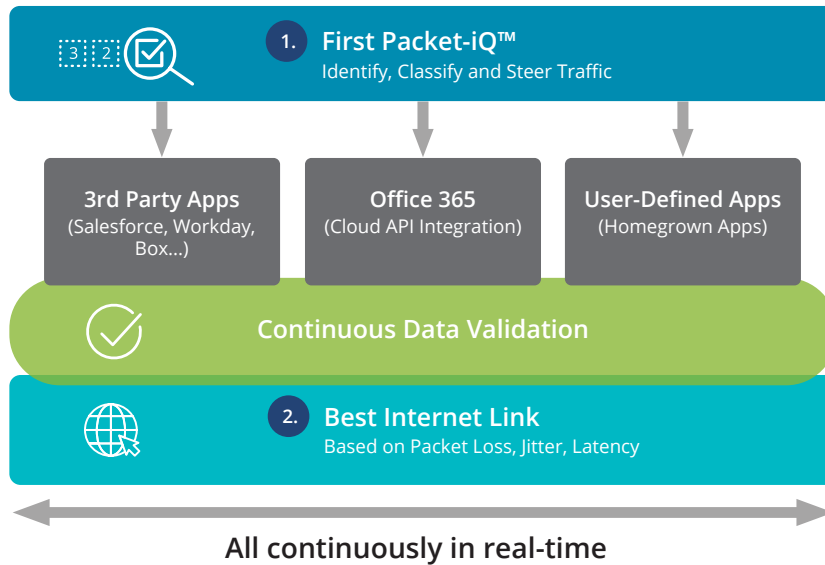 3 2
1. First Packet-iQ™
Identify, Classify and Steer Traffic
3rd Party Apps
(Salesforce, Workday,
Box...)
Office 365
(Cloud API Integration)
User-Defined Apps
(Homegrown Apps)
Continuous Data Validation
2. Best Internet Link
Based on Packet Loss, Jitter, Latency
All continuously in real-time